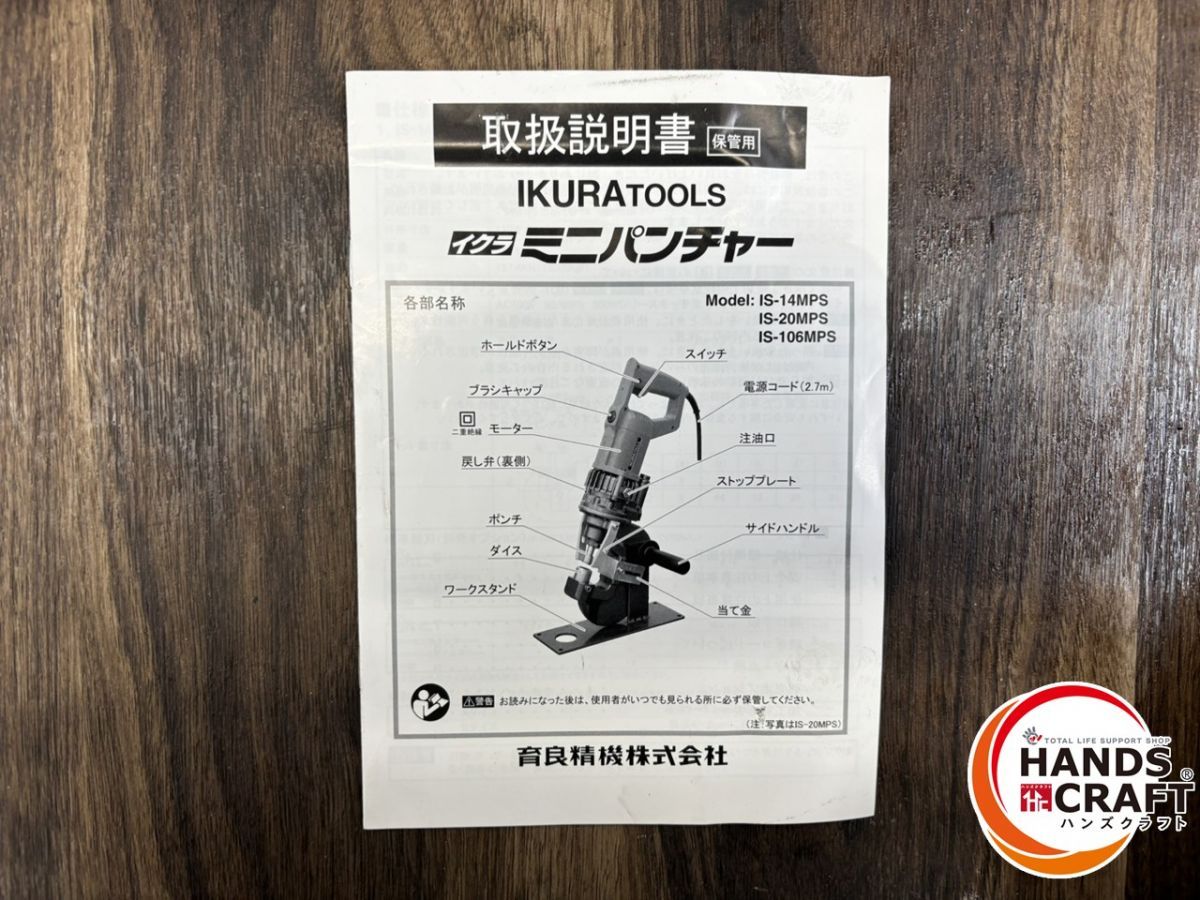 取扱説明書 保管用
IKURATOOLS
イクラ ミニパンチャー
各部名称
Model: IS-14MPS
IS-20MPS
IS-106MPS
ホールドボタン
スイッチ
ブラシキャップ
電源コード(2.7m)
二重絶縁
モーター
注油口
戻し弁(裏側)
ストッププレート
ポンチ
サイドハンドル
ダイス
ワークスタンド
当て金
警告 お読みになった後は、使用者がいつでも見られる所に必ず保管してください。
(注:写真はIS-20MPS)
育良精機株式会社
TOTAL LIFE SUPPORT SHOP
HANDS
ハンズクラフト
CRAFT®
ハンズクラフト